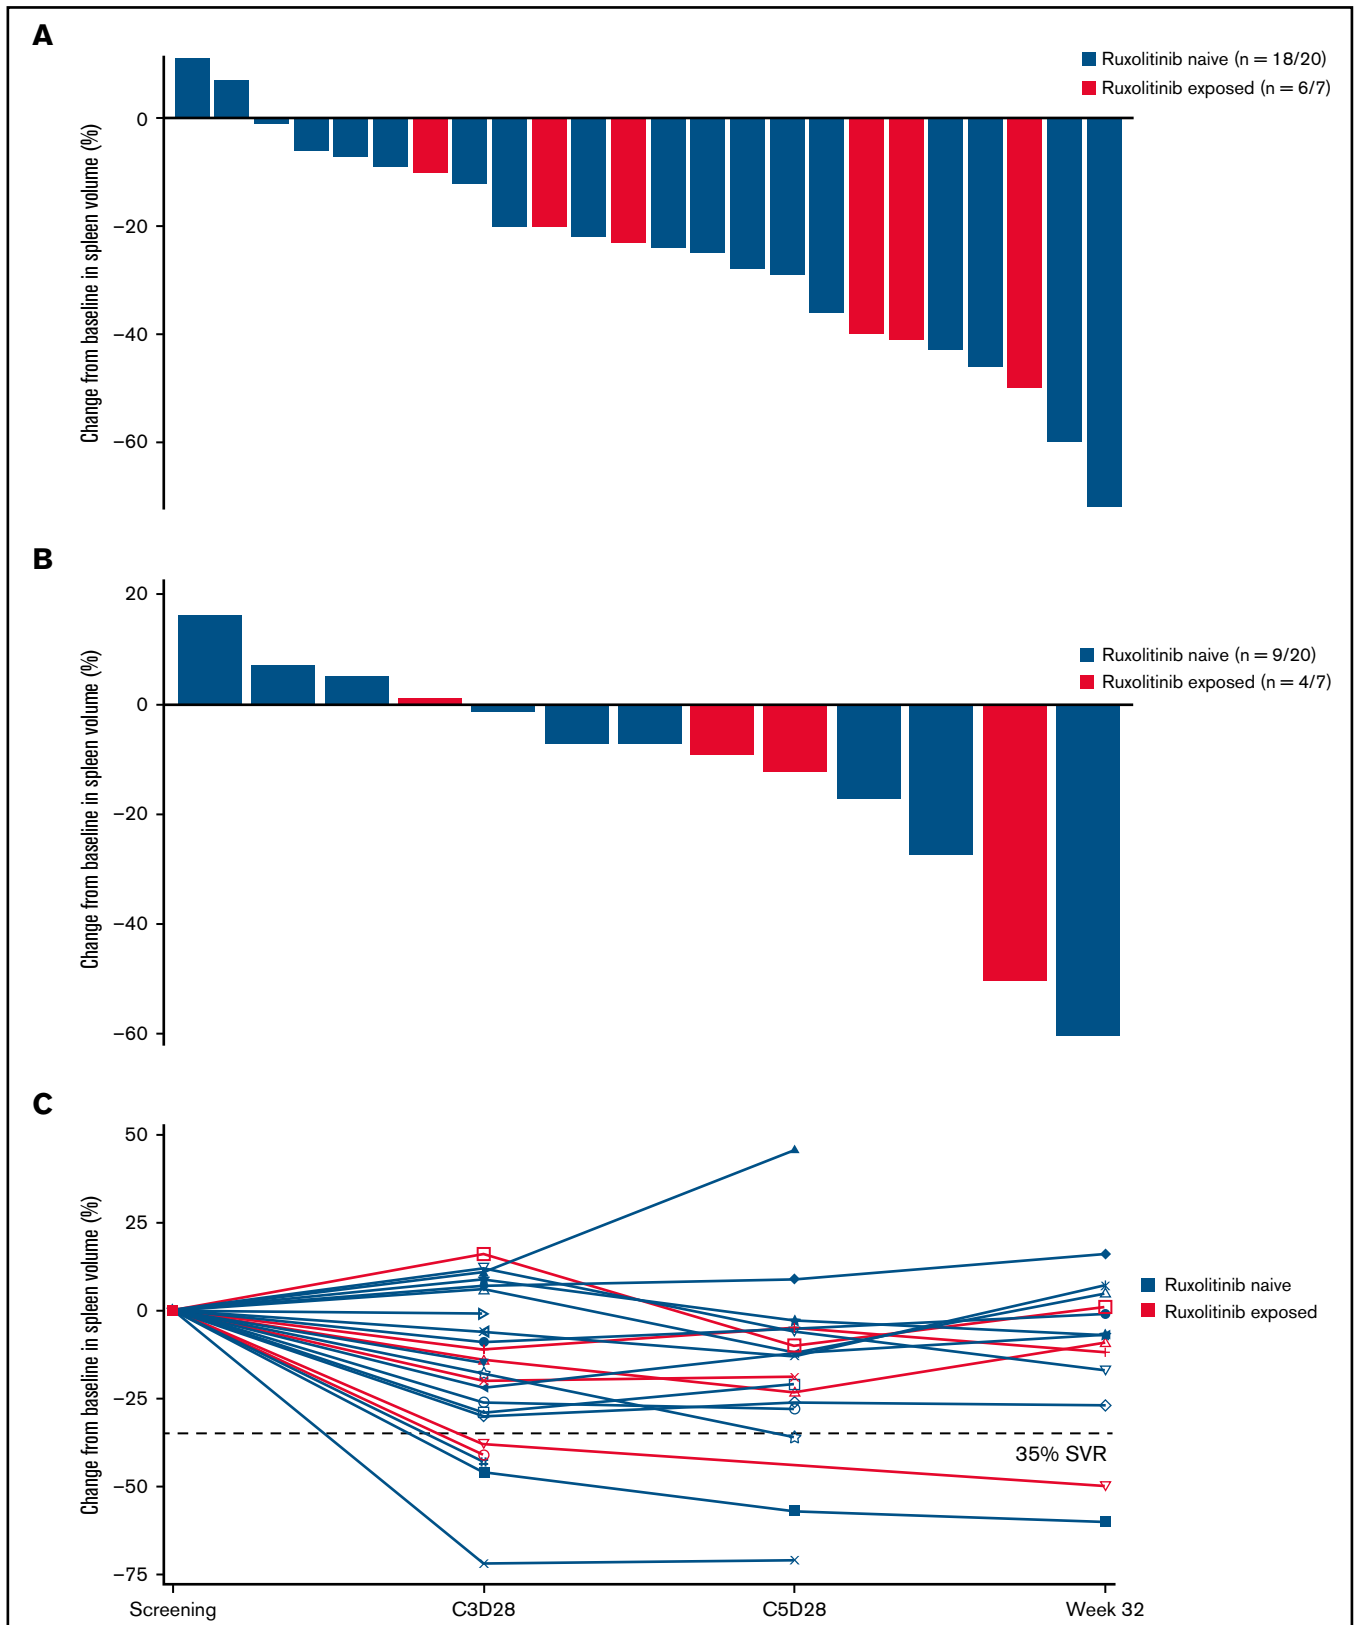 A
Ruxolitinib naive (n = 18/20)
Ruxolitinib exposed (n = 6/7)
Change from baseline in spleen volume (%)
0
−20
−40
−60
B
Ruxolitinib naive (n = 9/20)
Ruxolitinib exposed (n = 4/7)
Change from baseline in spleen volume (%)
20
0
−20
−40
−60
C
Change from baseline in spleen volume (%)
50
25
0
−25
−50
−75
Ruxolitinib naive
Ruxolitinib exposed
35% SVR
Screening
C3D28
C5D28
Week 32